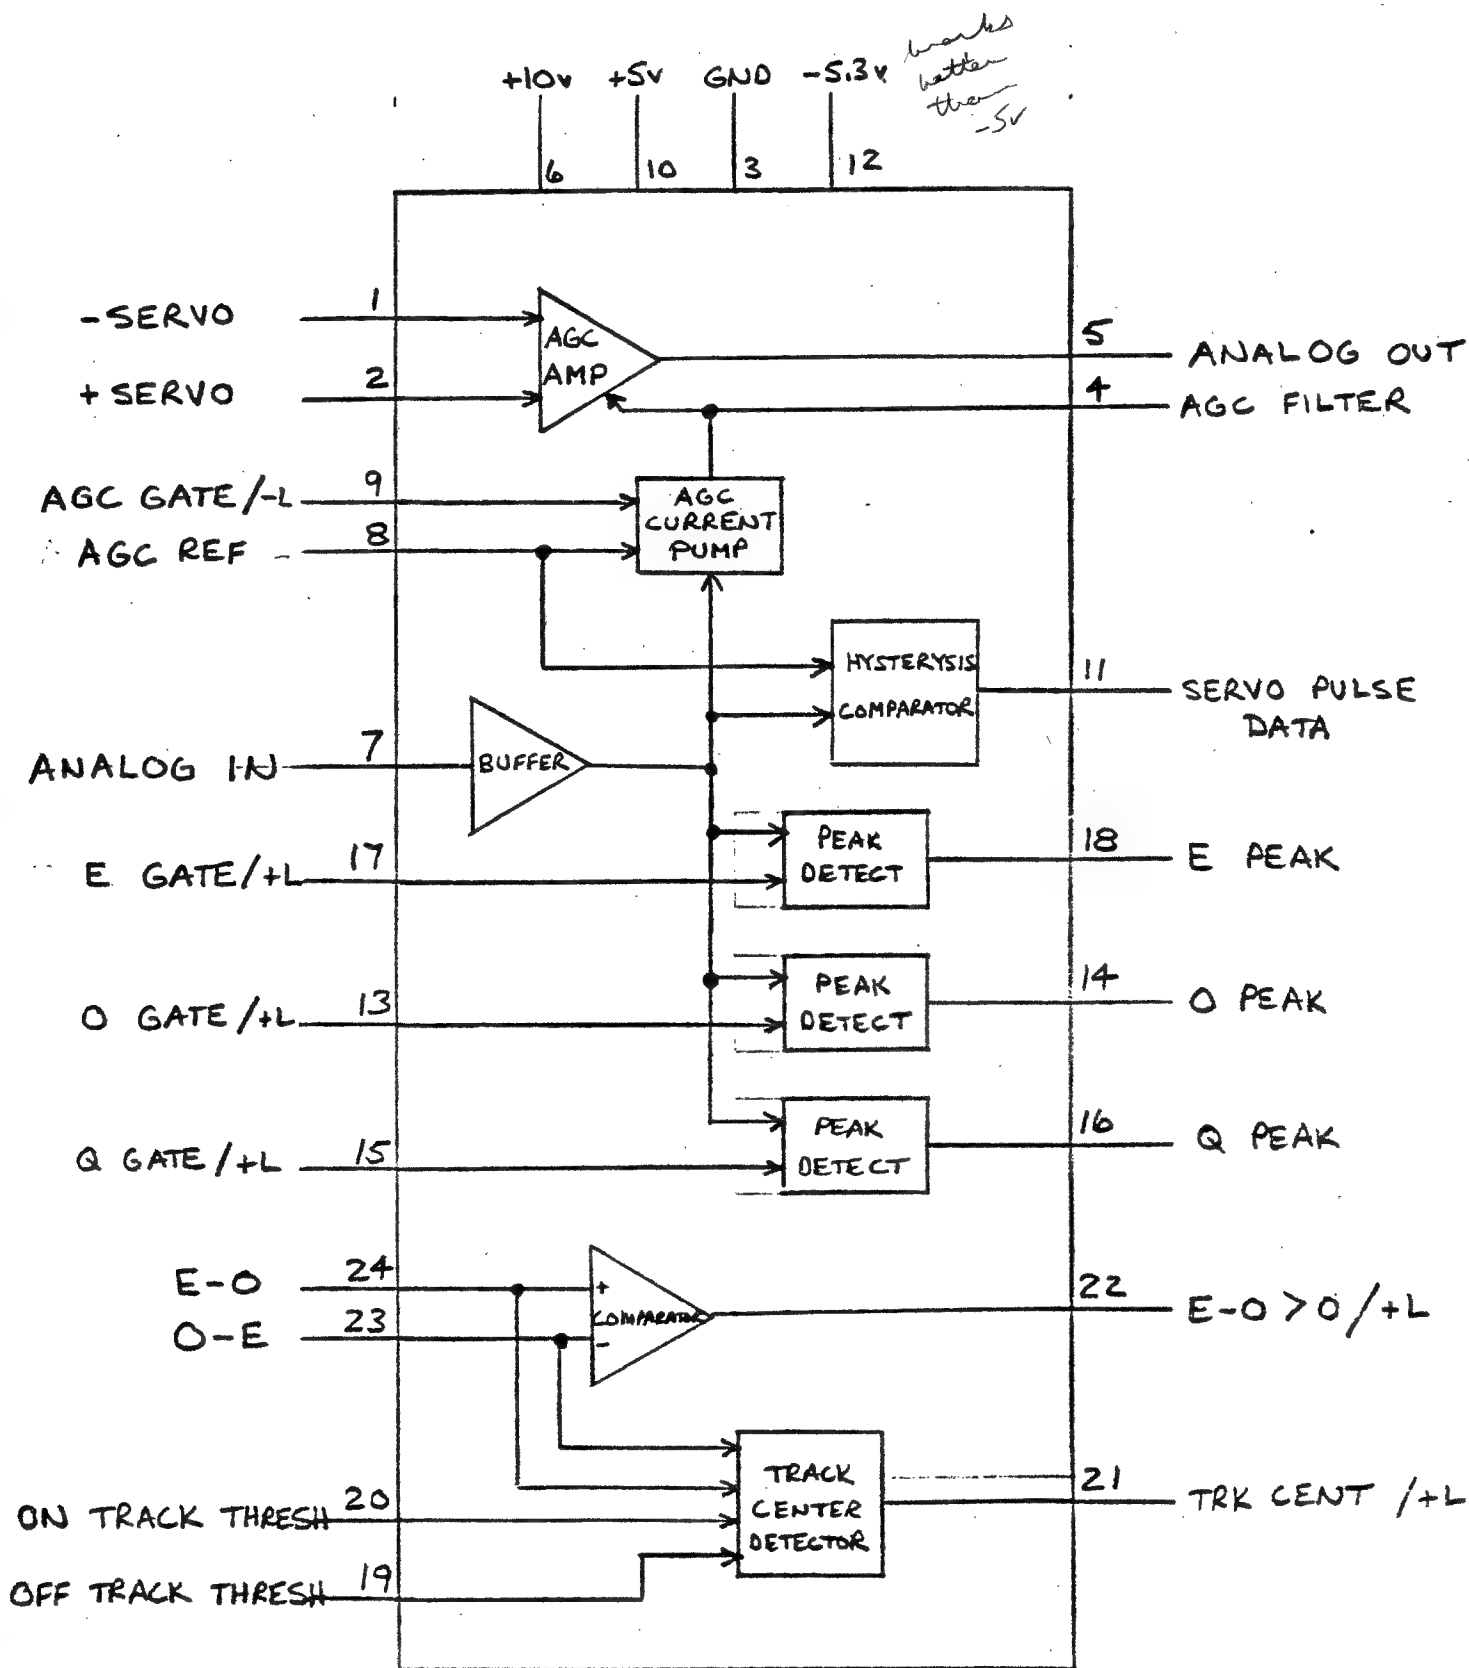 works
better
than
-5v
+10v +5v GND -5.3v
6 10 3 12
-SERVO 1
+SERVO 2
AGC
AMP
5 ANALOG OUT
4 AGC FILTER
AGC GATE/-L 9
AGC REF 8
AGC
CURRENT
PUMP
HYSTERYSIS
COMPARATOR
11 SERVO PULSE
DATA
ANALOG IN 7
BUFFER
E GATE/+L 17
PEAK
DETECT
18 E PEAK
O GATE/+L 13
PEAK
DETECT
14 O PEAK
Q GATE/+L 15
PEAK
DETECT
16 Q PEAK
E-O 24
O-E 23
+
COMPARATOR
-
22 E-O>0/+L
ON TRACK THRESH 20
OFF TRACK THRESH 19
TRACK
CENTER
DETECTOR
21 TRK CENT /+L